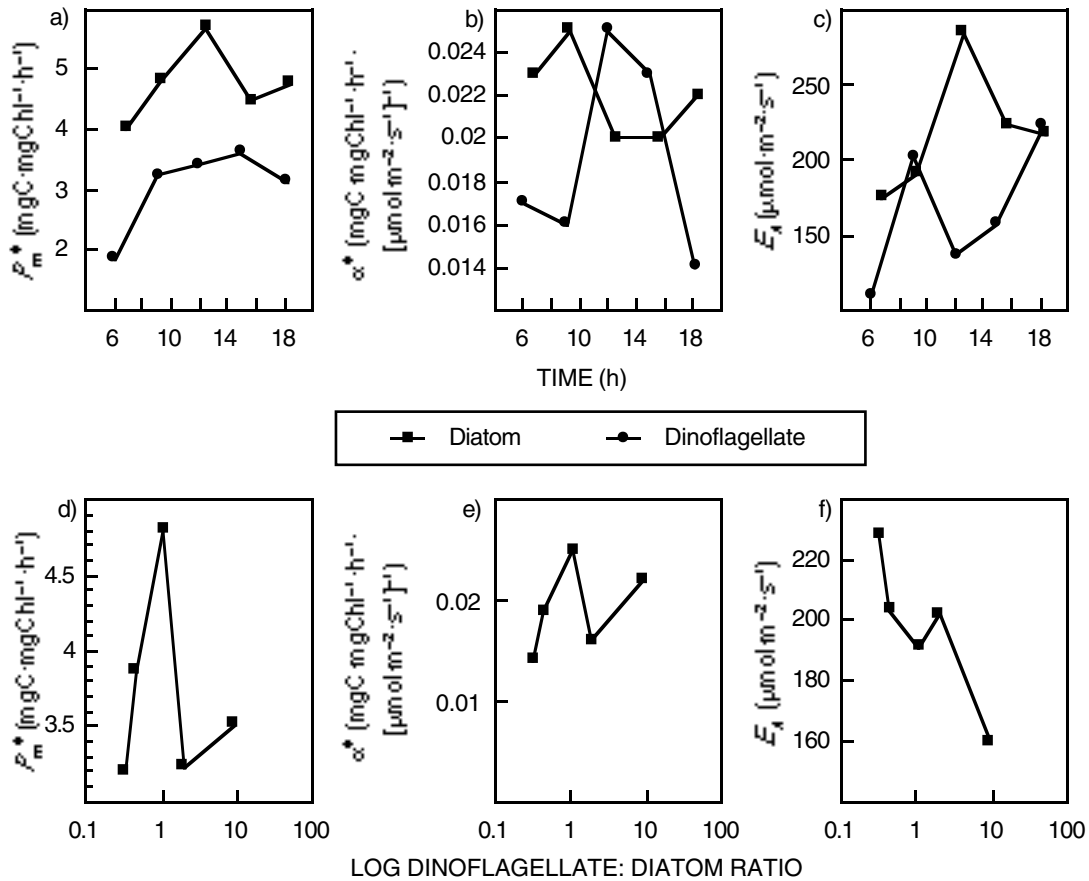 a)
P*m (mgC·mgChl⁻¹·h⁻¹)
5
4
3
2
6
10
14
18
b)
α* (mgC mgChl⁻¹·h⁻¹·
[μmol·m⁻²·s⁻¹]⁻¹)
0.024
0.022
0.02
0.018
0.016
0.014
6
10
14
18
c)
(μmol·m⁻²·s⁻¹)
250
200
150
6
10
14
18
TIME (h)
Diatom
Dinoflagellate
d)
P*m (mgC·mgChl⁻¹·h⁻¹)
4.5
4
3.5
0.1
1
10
100
e)
α* (mgC mgChl⁻¹·h⁻¹·
[μmol·m⁻²·s⁻¹]⁻¹)
0.02
0.01
0.1
1
10
100
f)
(μmol·m⁻²·s⁻¹)
220
200
180
160
0.1
1
10
100
LOG DINOFLAGELLATE: DIATOM RATIO